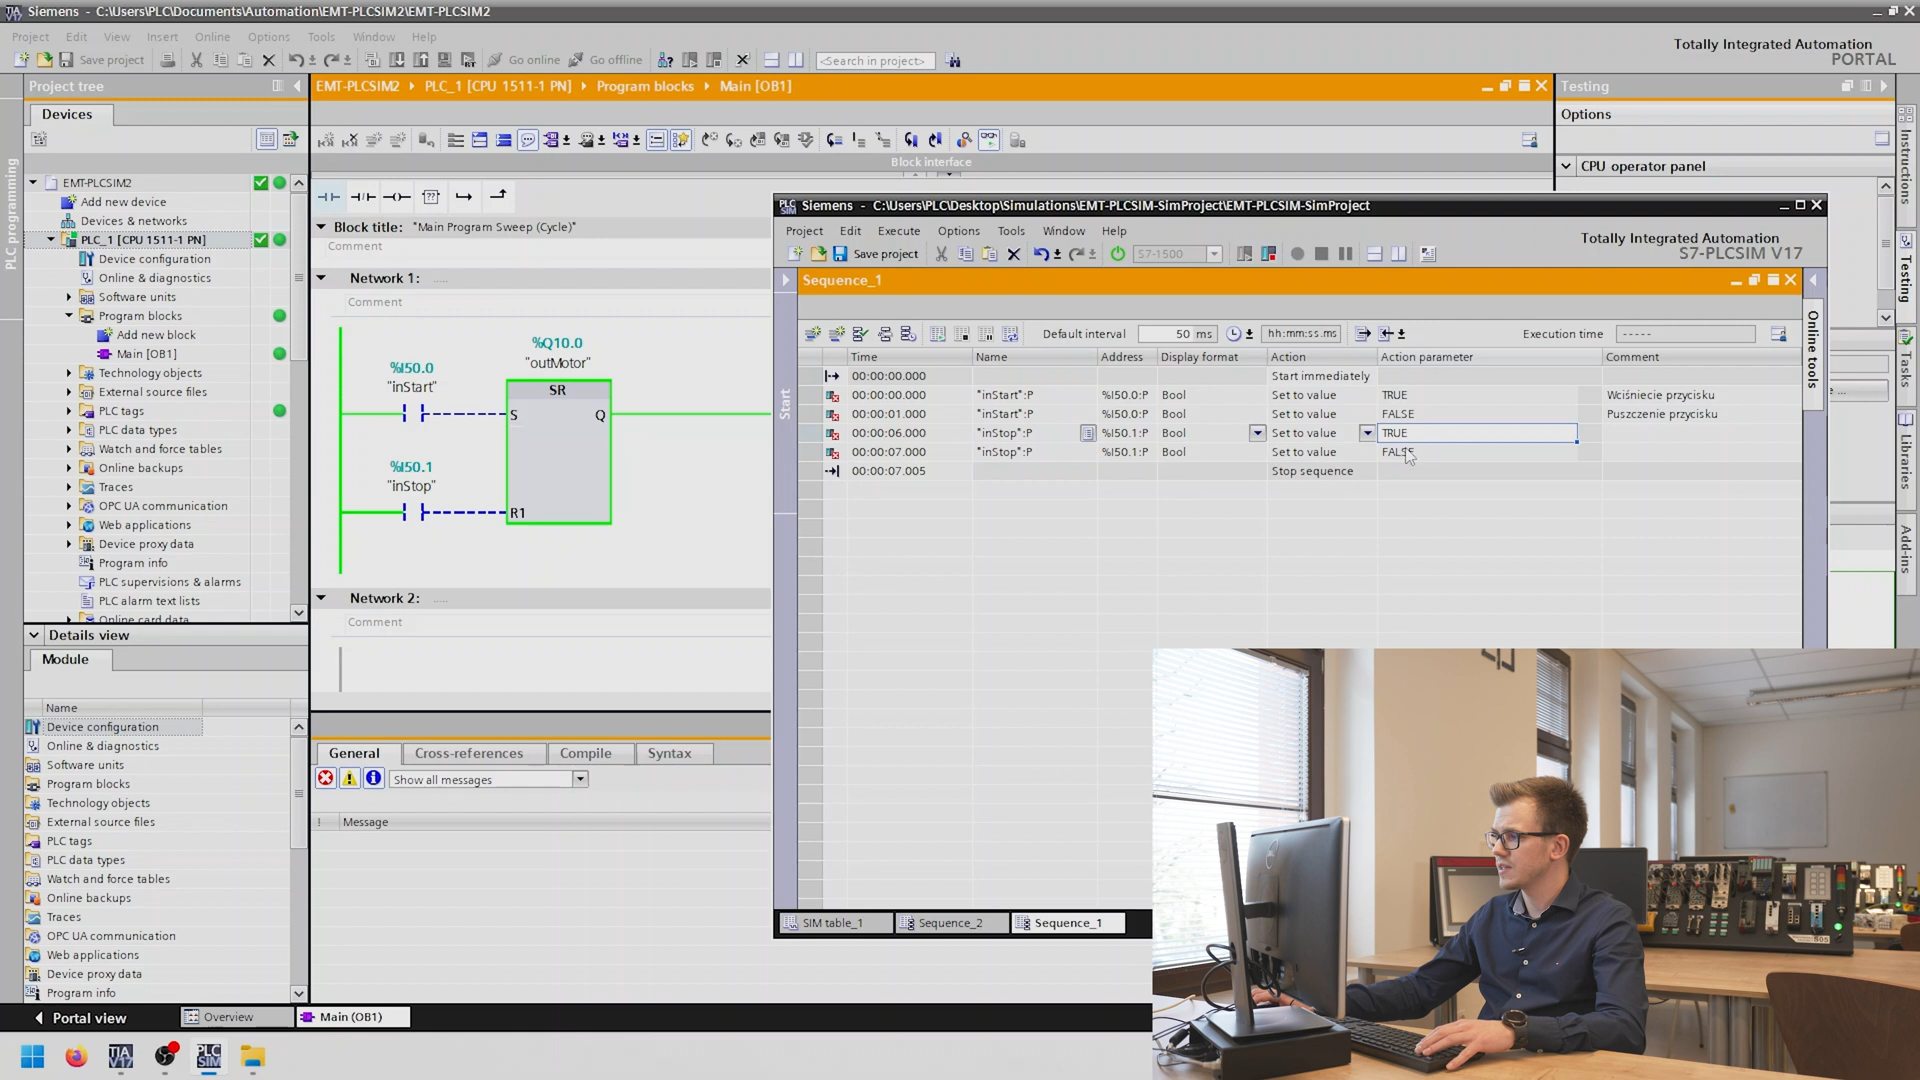 Siemens - C:\Users\PLC\Documents\Automation\EMT-PLCSIM2\EMT-PLCSIM2
Project Edit View Insert Online Options Tools Window Help
Save project Go online Go offline <Search in project>
Totally Integrated Automation
PORTAL
Project tree
EMT-PLCSIM2 PLC_1 [CPU 1511-1 PN] Program blocks Main [OB1]
Testing
Devices
Options
PLC programming
Block interface
CPU operator panel
EMT-PLCSIM2
Add new device
Devices & networks
PLC_1 [CPU 1511-1 PN]
Device configuration
Online & diagnostics
Software units
Program blocks
Add new block
Main [OB1]
Technology objects
External source files
PLC tags
PLC data types
Watch and force tables
Online backups
Traces
OPC UA communication
Web applications
Device proxy data
Program info
PLC supervisions & alarms
PLC alarm text lists
Online card data
Details view
Module
Name
Device configuration
Online & diagnostics
Software units
Program blocks
Technology objects
External source files
PLC tags
PLC data types
Watch and force tables
Online backups
Traces
OPC UA communication
Web applications
Device proxy data
Program info
Block title: "Main Program Sweep (Cycle)"
Comment
Network 1: .....
Comment
%Q10.0
"outMotor"
%I50.0
"inStart"
SR
S Q
%I50.1
"inStop"
R1
Network 2: .....
Comment
General Cross-references Compile Syntax
Show all messages
! Message
Siemens - C:\Users\PLC\Desktop\Simulations\EMT-PLCSIM-SimProject\EMT-PLCSIM-SimProject
Project Edit Execute Options Tools Window Help
Totally Integrated Automation
S7-PLCSIM V17
Save project S7-1500
Sequence_1
Start
Online tools
Default interval 50 ms hh:mm:ss.ms Execution time -----
Time Name Address Display format Action Action parameter Comment
00:00:00.000 Start immediately
00:00:00.000 "inStart":P %I50.0:P Bool Set to value TRUE Wciśniecie przycisku
00:00:01.000 "inStart":P %I50.0:P Bool Set to value FALSE Puszczenie przycisku
00:00:06.000 "inStop":P %I50.1:P Bool Set to value TRUE
00:00:07.000 "inStop":P %I50.1:P Bool Set to value FALSE
00:00:07.005 Stop sequence
SIM table_1 Sequence_2 Sequence_1
Instructions
Testing
Tasks
Libraries
Add-ins
Portal view Overview Main (OB1)
TIA V17
PLC SIM